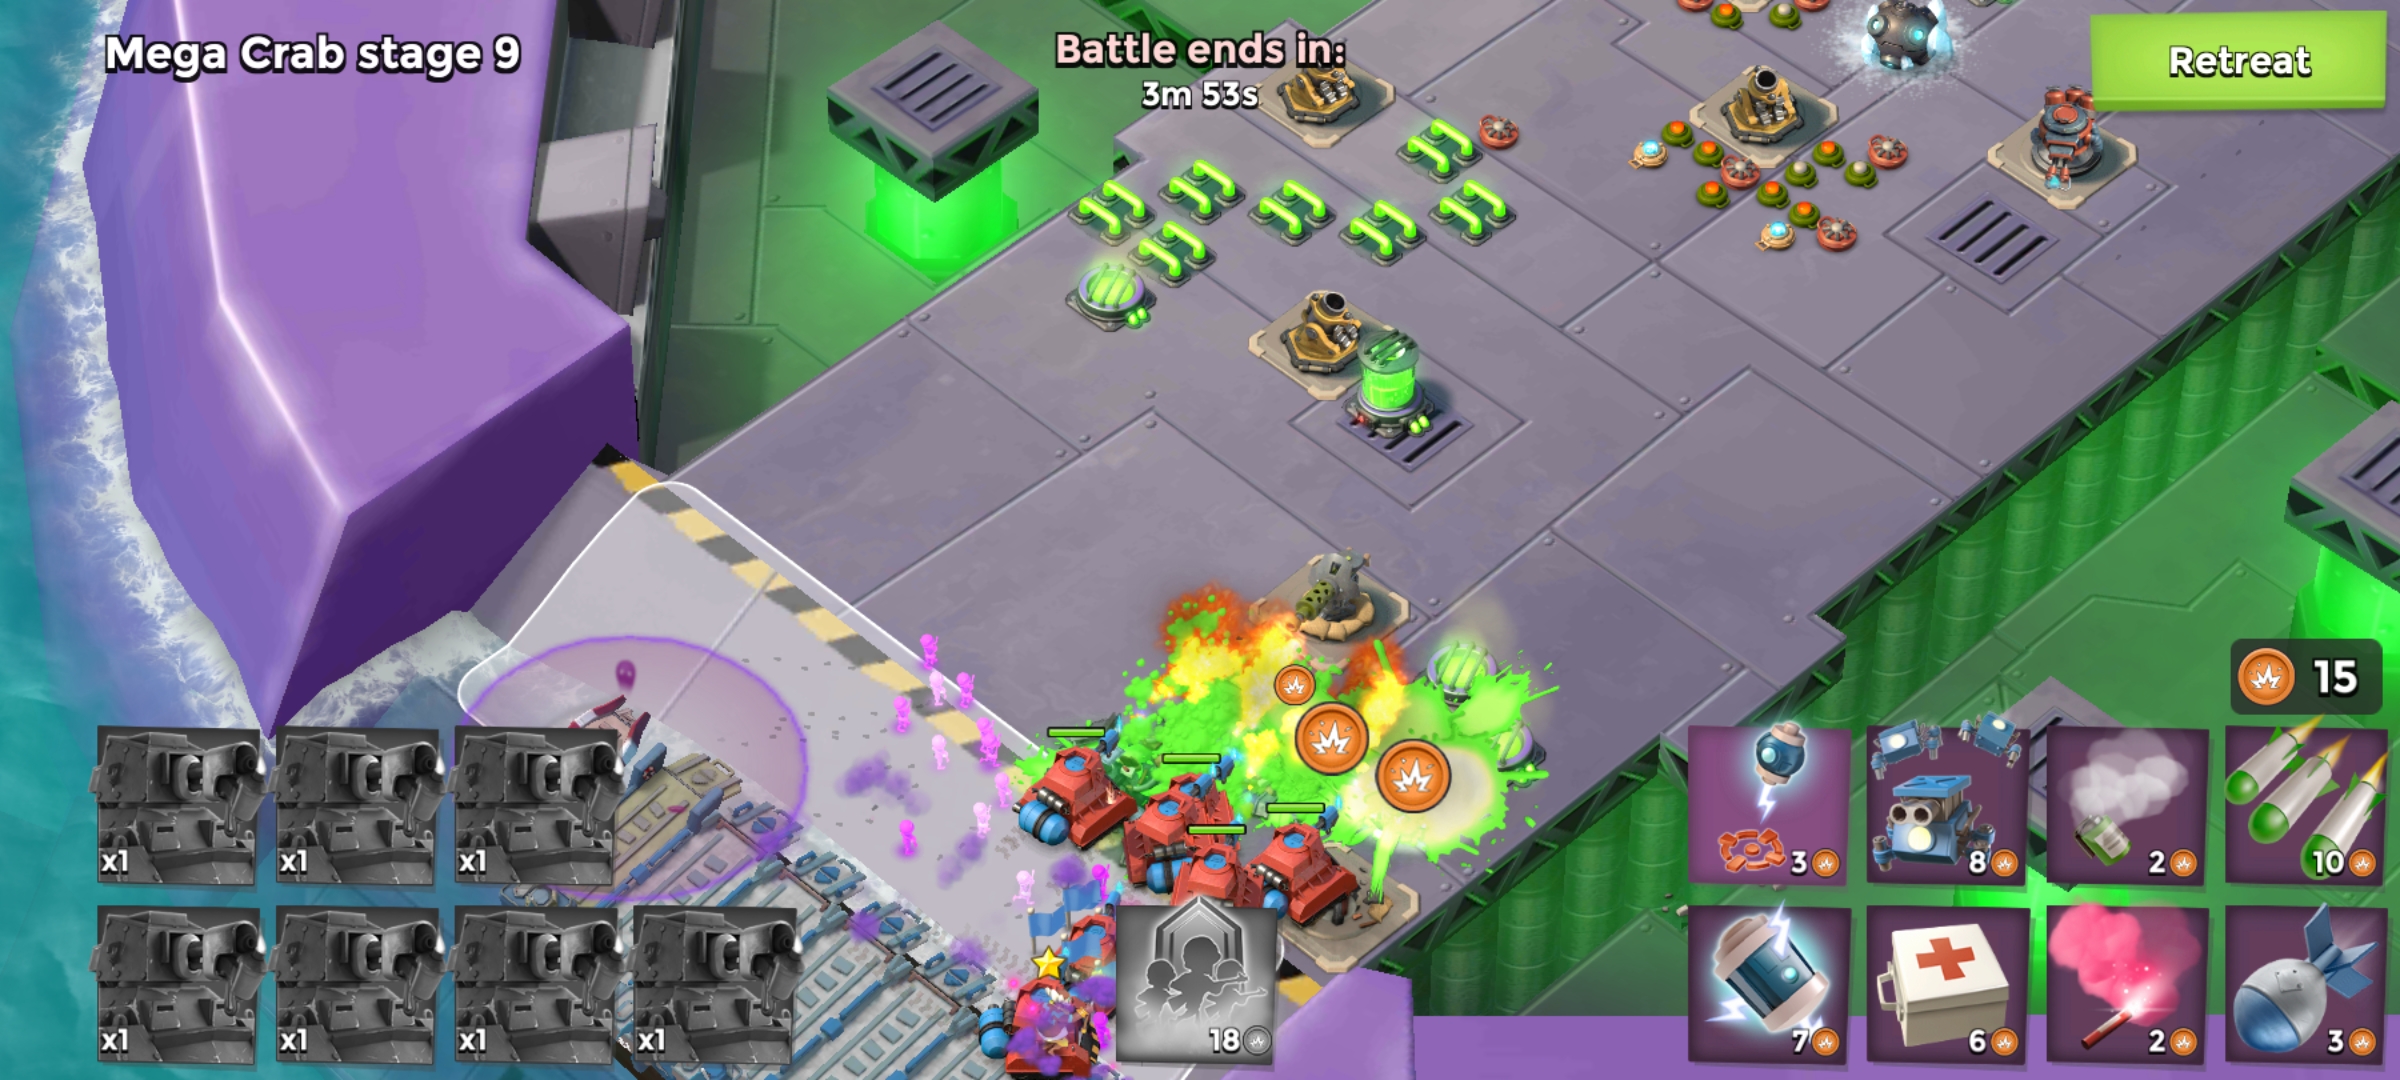 Mega Crab stage 9
Battle ends in:
3m 53s
Retreat
15
x1
x1
x1
3
8
2
10
x1
x1
x1
x1
18
7
6
2
3